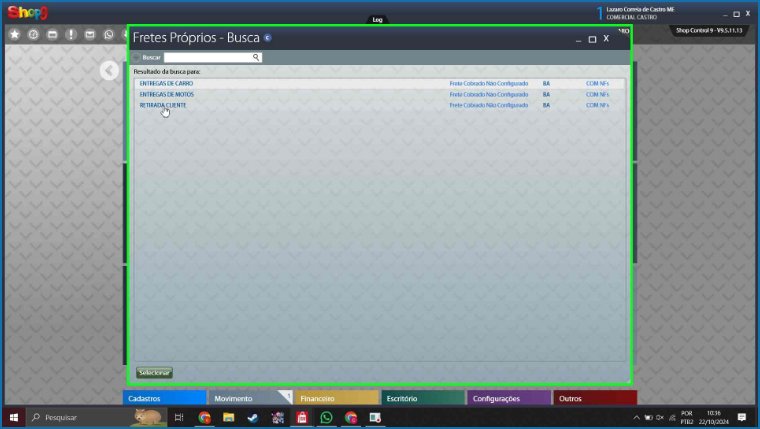 Shop9
Log
1 Lazaro Correia de Castro ME
COMERCIAL CASTRO
Shop Control 9 - V9.5.11.13
Fretes Próprios - Busca
Buscar
Resultado da busca para:
ENTREGAS DE CARRO Frete Cobrado Não Configurado BA COM NFs
ENTREGAS DE MOTOS Frete Cobrado Não Configurado BA COM NFs
RETIRADA CLIENTE Frete Cobrado Não Configurado BA COM NFs
Selecionar
Cadastros Movimento 1 Financeiro Escritório Configurações Outros
Pesquisar
POR 10:36
PTB2 22/10/2024